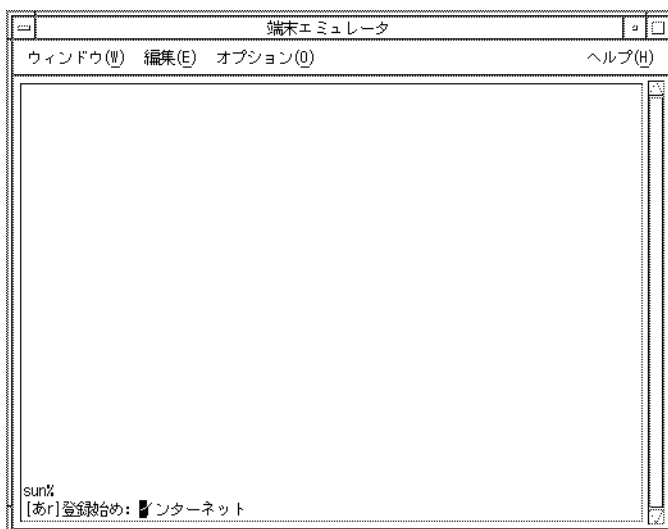 端末エミュレータ
ウィンドウ(W) 編集(E) オプション(O) ヘルプ(H)
sun%
[あr]登録始め: インターネット